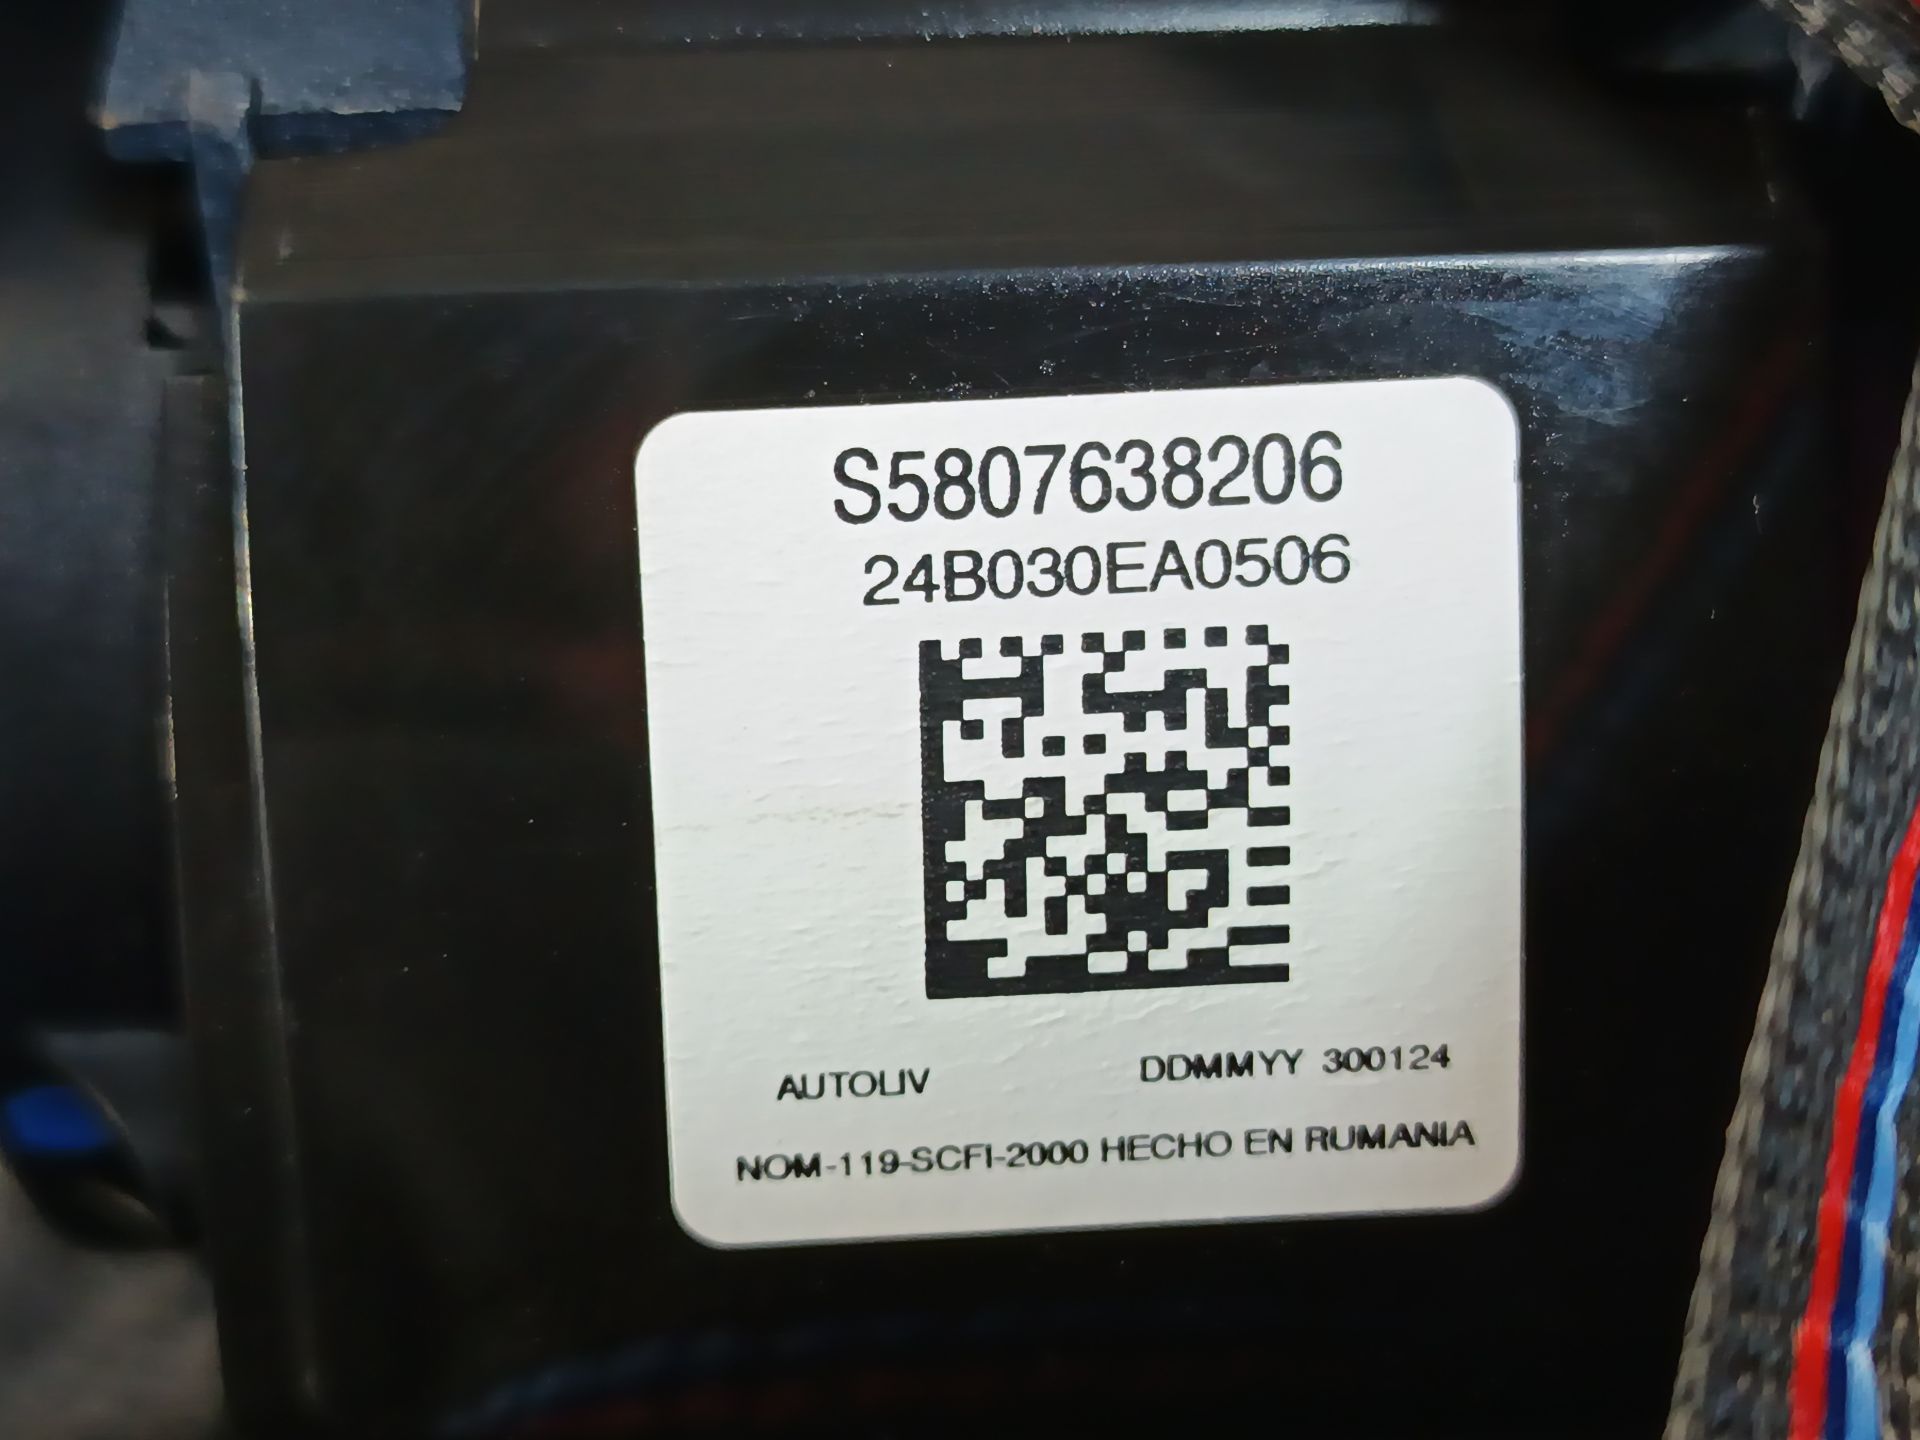 S5807638206
24B030EA0506
AUTOLIV DDMMYY 300124
NOM-119-SCFI-2000 HECHO EN RUMANIA